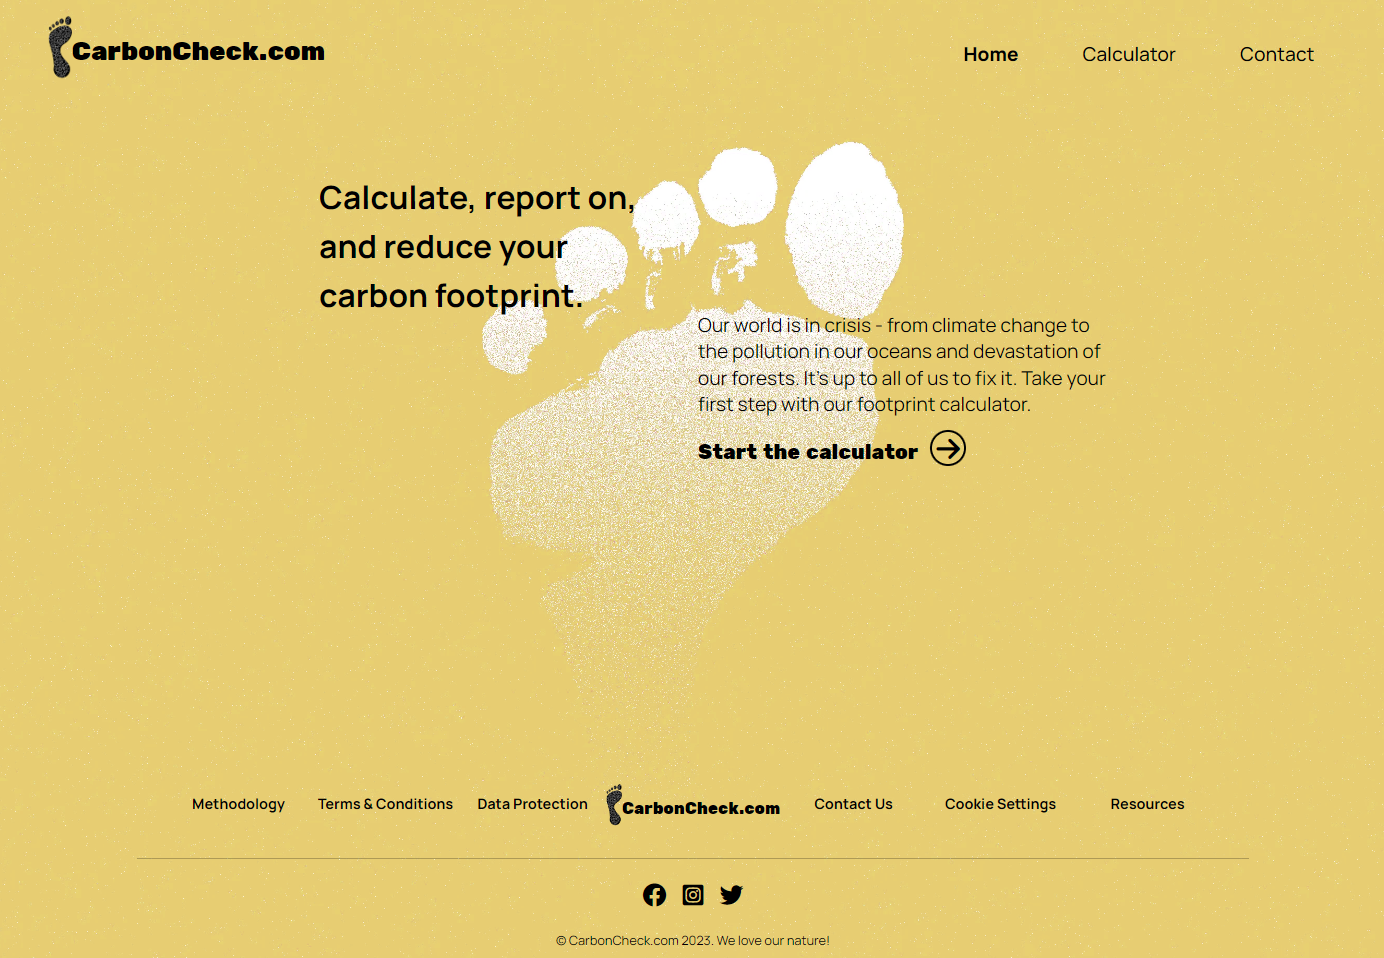 CarbonCheck.com
Home
Calculator
Contact
Calculate, report on,
and reduce your
carbon footprint.
Our world is in crisis - from climate change to
the pollution in our oceans and devastation of
our forests. It's up to all of us to fix it. Take your
first step with our footprint calculator.
Start the calculator
Methodology
Terms & Conditions
Data Protection
CarbonCheck.com
Contact Us
Cookie Settings
Resources
© CarbonCheck.com 2023. We love our nature!